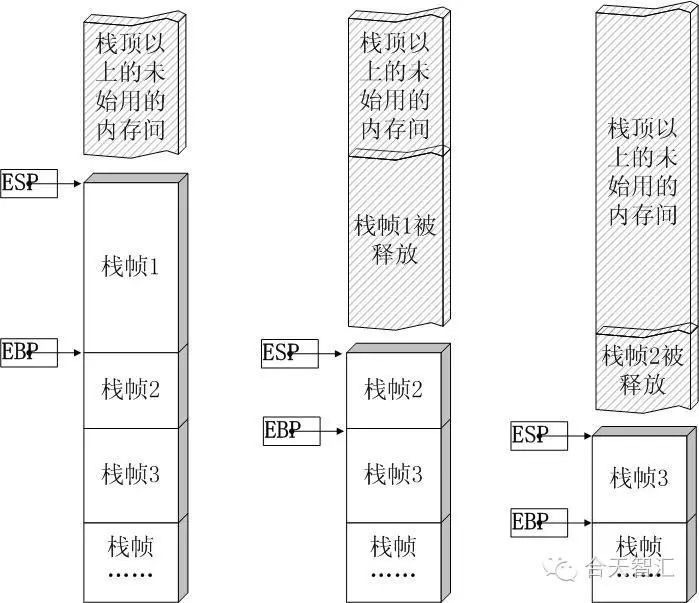 栈顶以
上的未
始用的
内存间
ESP
栈帧1
EBP
栈帧2
栈帧3
栈帧
……
栈顶以
上的未
始用的
内存间
栈帧1被
释放
ESP
栈帧2
EBP
栈帧3
栈帧
……
栈顶以
上的未
始用的
内存间
栈帧2被
释放
ESP
栈帧3
EBP
栈帧
……
合天智汇